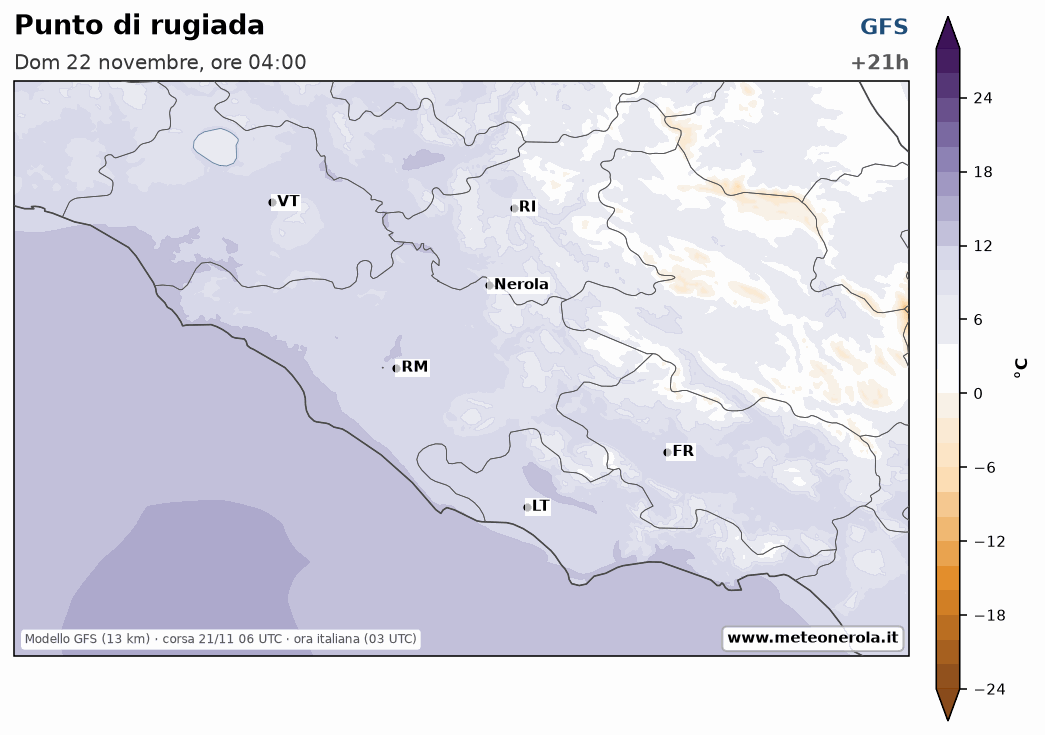 Punto di rugiada
GFS
Dom 22 novembre, ore 04:00
+21h
VT
RI
Nerola
RM
FR
LT
Modello GFS (13 km) · corsa 21/11 06 UTC · ora italiana (03 UTC)
www.meteonerola.it
24
18
12
6
0
−6
−12
−18
−24
°C